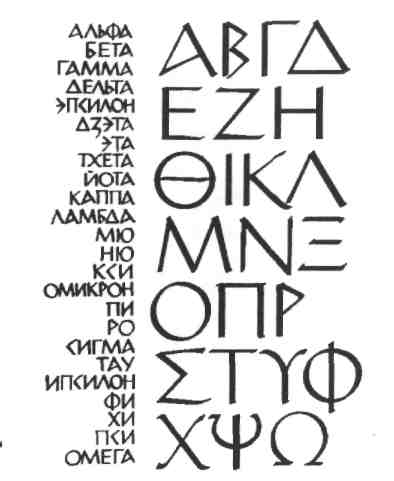 АЛЬФА
БЕТА
ГАММА
ДЕЛЬТА
ЭПСИЛОН
ДЗЭТА
ЭТА
ТХЕТА
ЙОТА
КАППА
ЛАМБДА
МЮ
НЮ
КСИ
ОМИКРОН
ПИ
РО
СИГМА
ТАУ
ИПСИЛОН
ФИ
ХИ
ПСИ
ОМЕГА
ΑΒΓΔ
ΕΖΗ
ΘΙΚΛ
ΜΝΞ
ΟΠΡ
ΣΤΥΦ
ΧΨΩ